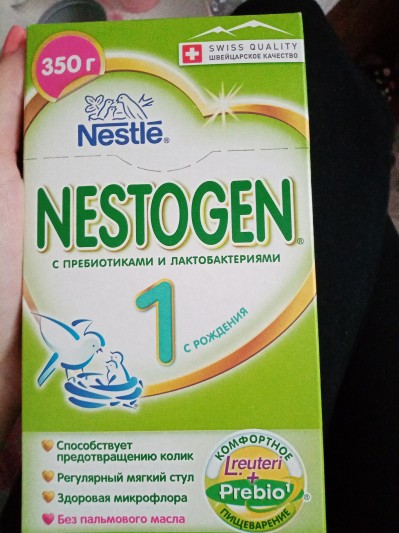 350 г
SWISS QUALITY
ШВЕЙЦАРСКОЕ КАЧЕСТВО
Nestlé®
NESTOGEN®
С ПРЕБИОТИКАМИ И ЛАКТОБАКТЕРИЯМИ
1
С РОЖДЕНИЯ
Способствует
предотвращению колик
Регулярный мягкий стул
Здоровая микрофлора
Без пальмового масла
КОМФОРТНОЕ
L.reuteri
+
Prebio1®
ПИЩЕВАРЕНИЕ